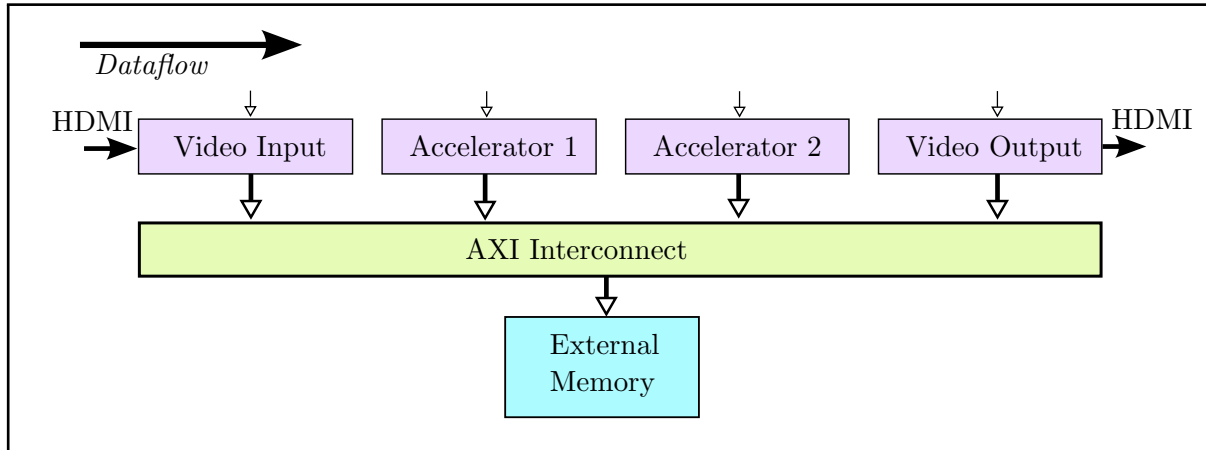 Dataflow
HDMI
Video Input
Accelerator 1
Accelerator 2
Video Output
HDMI
AXI Interconnect
External
Memory